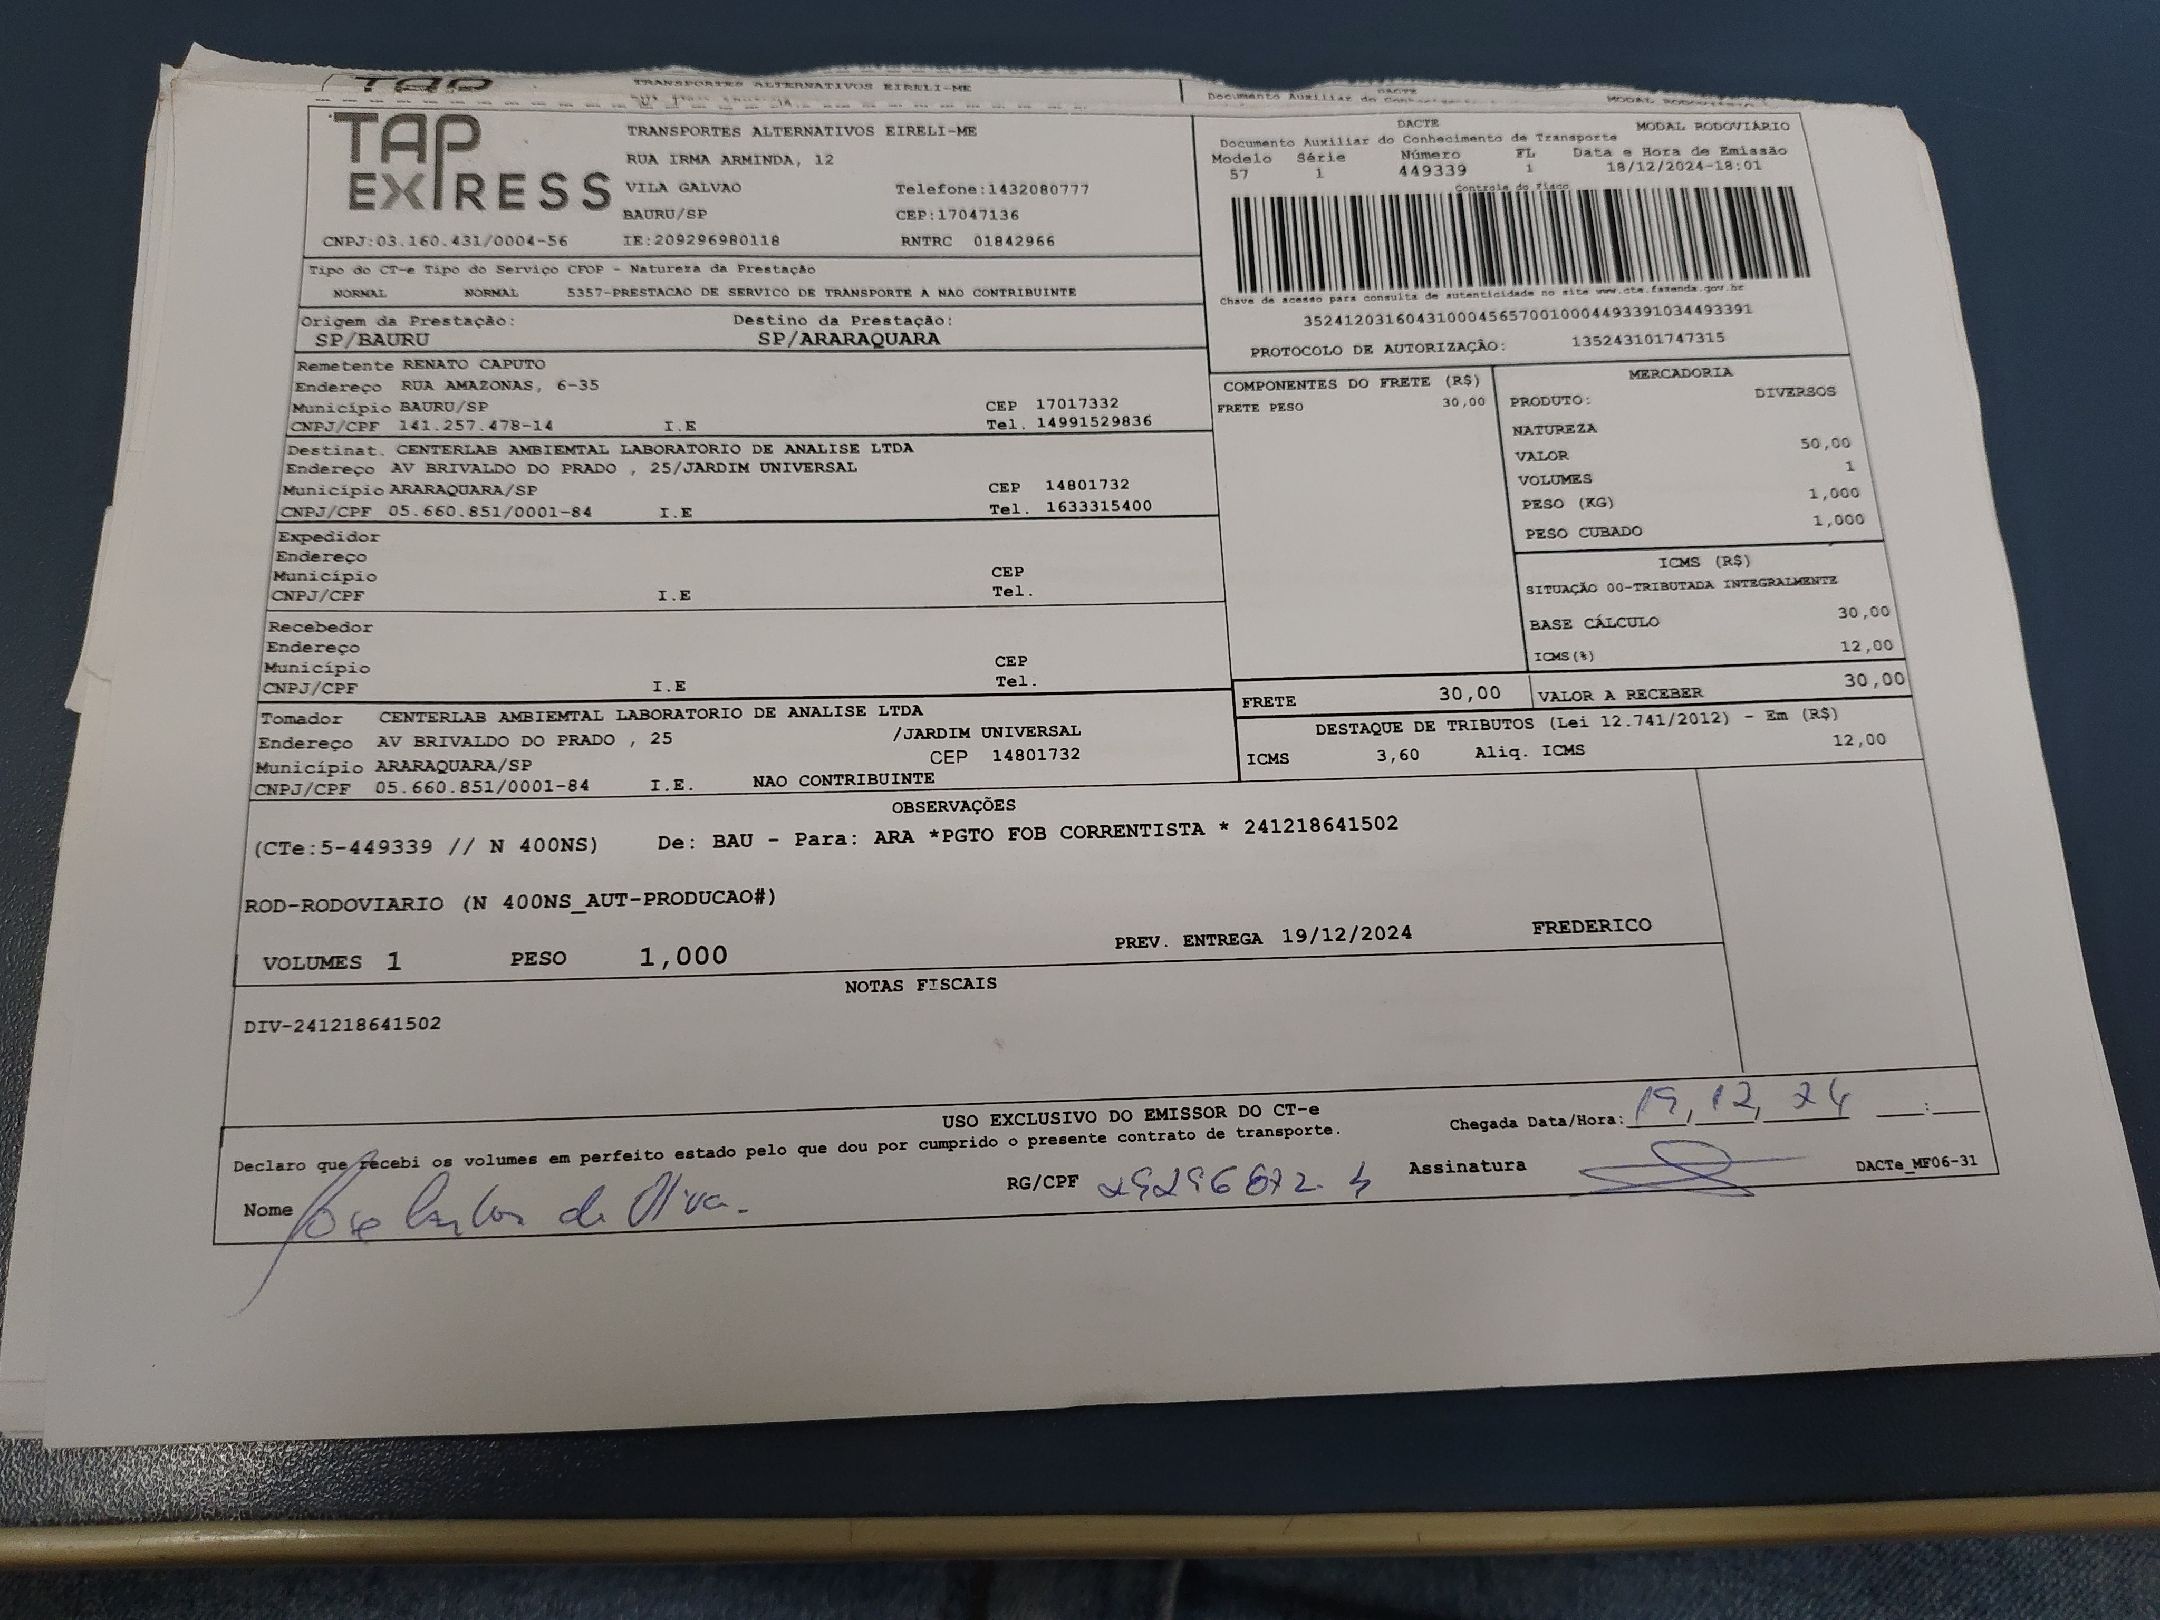 TAP TRANSPORTES ALTERNATIVOS EIRELI-ME DACTE
Documento Auxiliar do MODAL RODOVIÁRIO
TAP EXPRESS
TRANSPORTES ALTERNATIVOS EIRELI-ME
RUA IRMA ARMINDA, 12
VILA GALVAO Telefone:1432080777
BAURU/SP CEP:17047136
CNPJ:03.160.431/0004-56 IE:209296980118 RNTRC 01842966
DACTE MODAL RODOVIÁRIO
Documento Auxiliar do Conhecimento de Transporte
Modelo Série Número FL Data e Hora de Emissão
57 1 449339 1 18/12/2024-18:01
Controle do Fisco
Chave de acesso para consulta de autenticidade no site www.cte.fazenda.gov.br
35241203160431000456570010004493391034493391
PROTOCOLO DE AUTORIZAÇÃO: 135243101747315
Tipo do CT-e Tipo do Serviço CFOP - Natureza da Prestação
NORMAL NORMAL 5357-PRESTACAO DE SERVICO DE TRANSPORTE A NAO CONTRIBUINTE
Origem da Prestação: Destino da Prestação:
SP/BAURU SP/ARARAQUARA
Remetente RENATO CAPUTO
Endereço RUA AMAZONAS, 6-35
Município BAURU/SP CEP 17017332
CNPJ/CPF 141.257.478-14 I.E Tel. 14991529836
Destinat. CENTERLAB AMBIEMTAL LABORATORIO DE ANALISE LTDA
Endereço AV BRIVALDO DO PRADO , 25/JARDIM UNIVERSAL
Município ARARAQUARA/SP CEP 14801732
CNPJ/CPF 05.660.851/0001-84 I.E Tel. 1633315400
Expedidor
Endereço
Município CEP
CNPJ/CPF I.E Tel.
Recebedor
Endereço
Município CEP
CNPJ/CPF I.E Tel.
Tomador CENTERLAB AMBIEMTAL LABORATORIO DE ANALISE LTDA
Endereço AV BRIVALDO DO PRADO , 25 /JARDIM UNIVERSAL
Município ARARAQUARA/SP CEP 14801732
CNPJ/CPF 05.660.851/0001-84 I.E. NAO CONTRIBUINTE
COMPONENTES DO FRETE (R$)
FRETE PESO 30,00
MERCADORIA
PRODUTO: DIVERSOS
NATUREZA
VALOR 50,00
VOLUMES 1
PESO (KG) 1,000
PESO CUBADO 1,000
ICMS (R$)
SITUAÇÃO 00-TRIBUTADA INTEGRALMENTE
BASE CÁLCULO 30,00
ICMS(%) 12,00
FRETE 30,00 VALOR A RECEBER 30,00
DESTAQUE DE TRIBUTOS (Lei 12.741/2012) - Em (R$)
ICMS 3,60 Aliq. ICMS 12,00
OBSERVAÇÕES
(CTe:5-449339 // N 400NS) De: BAU - Para: ARA *PGTO FOB CORRENTISTA * 241218641502
ROD-RODOVIARIO (N 400NS_AUT-PRODUCAO#)
VOLUMES 1 PESO 1,000 PREV. ENTREGA 19/12/2024 FREDERICO
NOTAS FISCAIS
DIV-241218641502
USO EXCLUSIVO DO EMISSOR DO CT-e
Declaro que recebi os volumes em perfeito estado pelo que dou por cumprido o presente contrato de transporte.
Chegada Data/Hora: 19, 12, 24 __:__
Nome Jose Carlos de Oliva. RG/CPF Assinatura DACTe_MF06-31